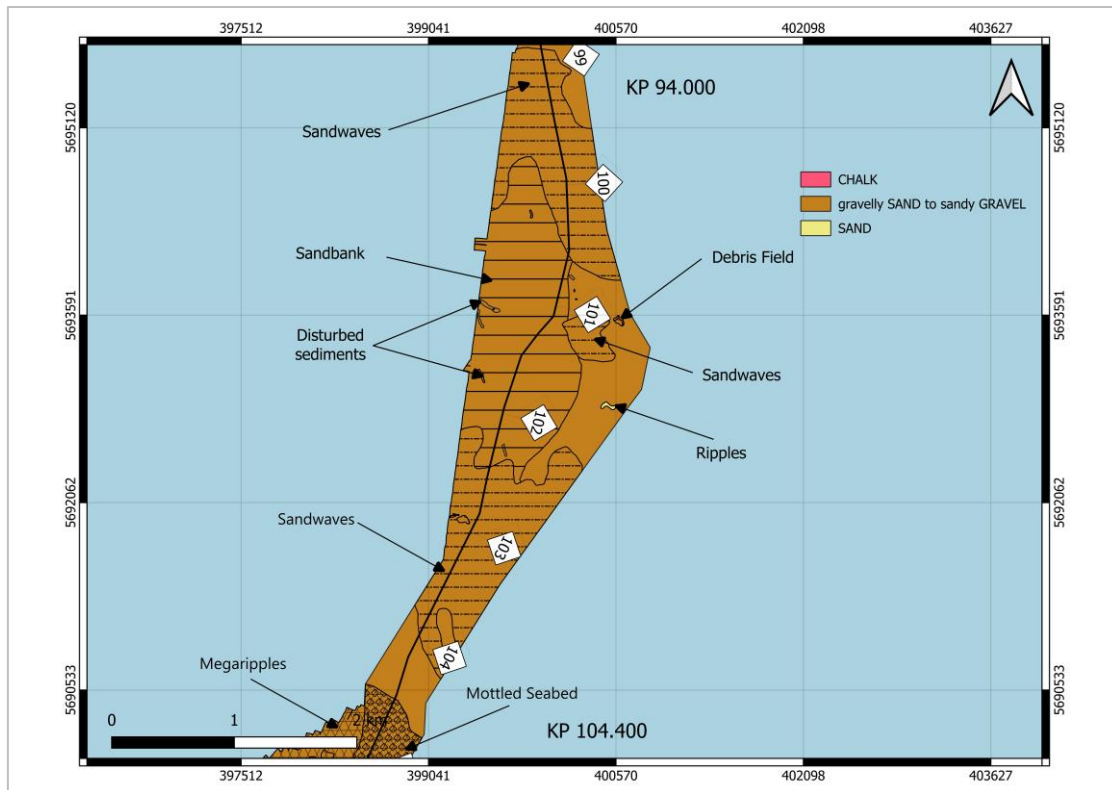 397512
399041
400570
402098
403627
99
KP 94.000
5695120
5695120
Sandwaves
100
CHALK
gravelly SAND to sandy GRAVEL
SAND
Sandbank
Debris Field
5693591
5693591
101
Disturbed
sediments
Sandwaves
102
Ripples
5692062
5692062
Sandwaves
103
104
Megaripples
Mottled Seabed
5690533
5690533
0
1
2 km
KP 104.400
397512
399041
400570
402098
403627